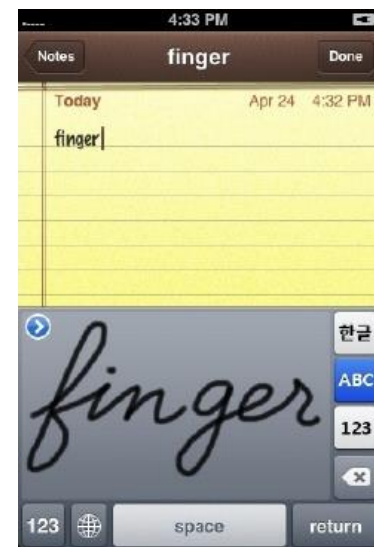 4:33 PM
Notes finger Done
Today Apr 24 4:32 PM
finger
한글
finger
ABC
123
123 space return